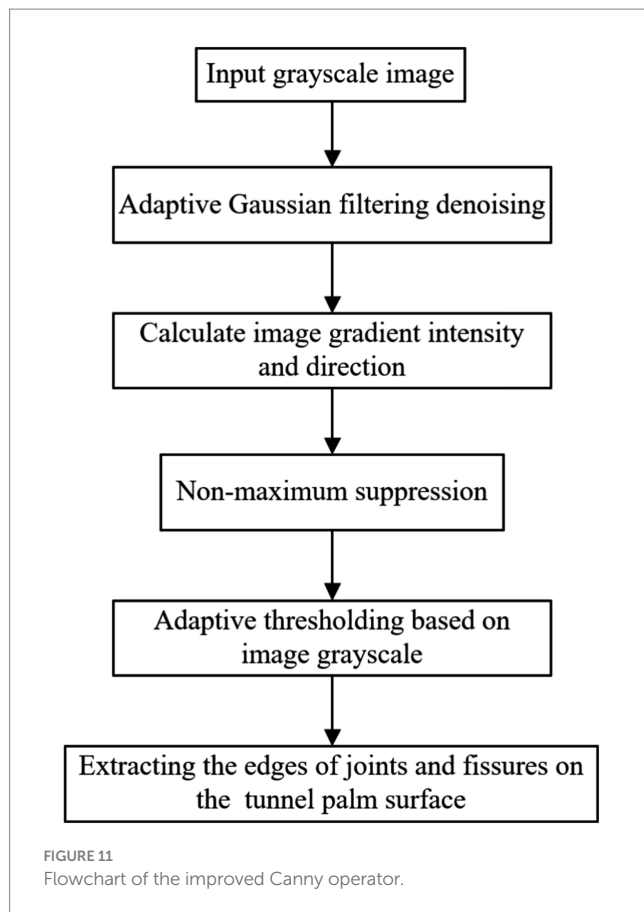 Input grayscale image
Adaptive Gaussian filtering denoising
Calculate image gradient intensity
and direction
Non-maximum suppression
Adaptive thresholding based on
image grayscale
Extracting the edges of joints and fissures on
the tunnel palm surface
FIGURE 11
Flowchart of the improved Canny operator.